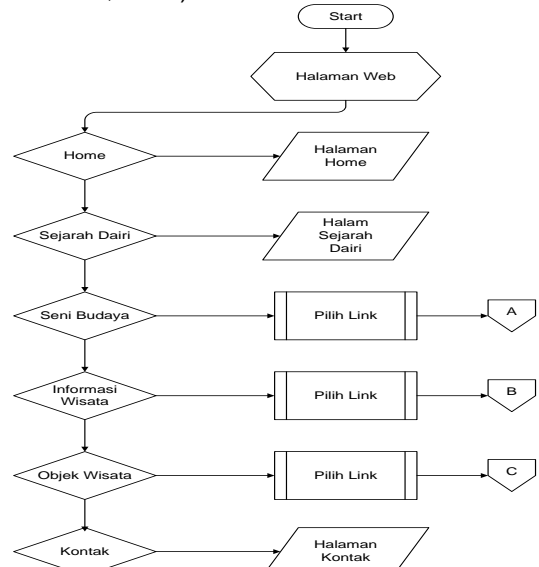 Start
Halaman Web
Home
Halaman
Home
Sejarah Dairi
Halam
Sejarah
Dairi
Seni Budaya
Pilih Link
A
Informasi
Wisata
Pilih Link
B
Objek Wisata
Pilih Link
C
Kontak
Halaman
Kontak